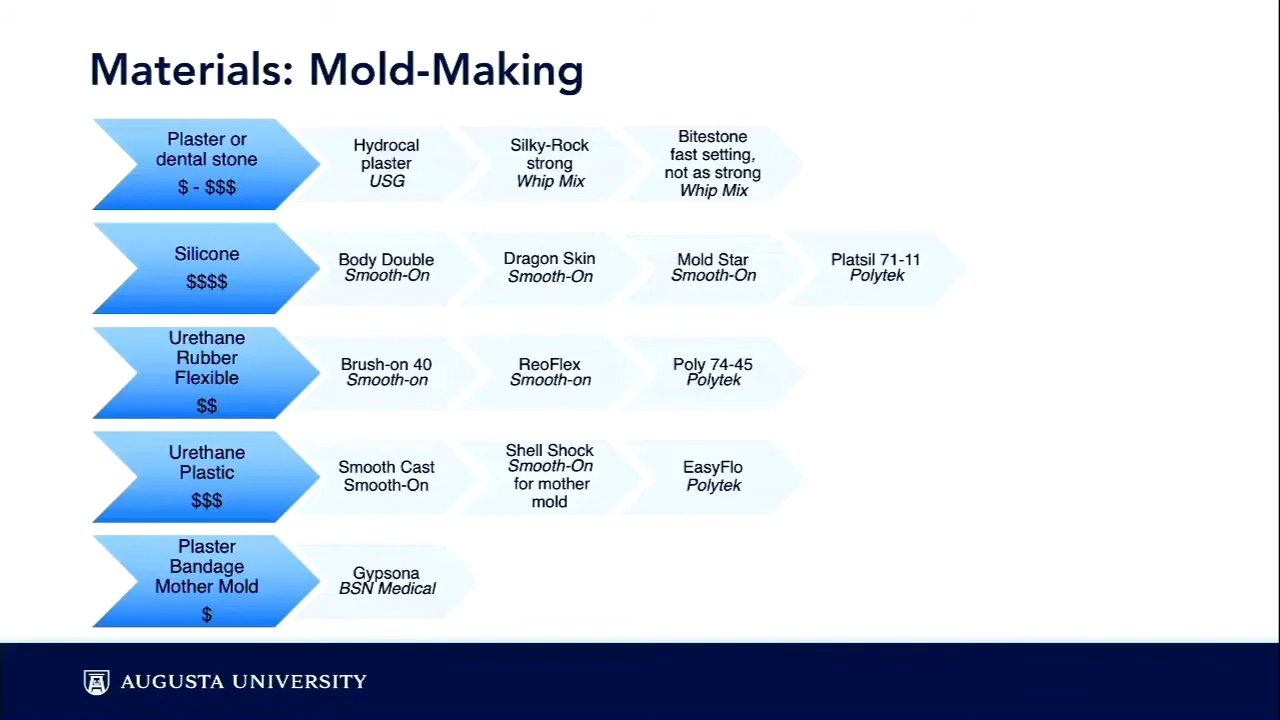 Materials: Mold-Making
Plaster or
dental stone
$ - $$$
Hydrocal
plaster
USG
Silky-Rock
strong
Whip Mix
Bitestone
fast setting,
not as strong
Whip Mix
Silicone
$$$$
Body Double
Smooth-On
Dragon Skin
Smooth-On
Mold Star
Smooth-On
Platsil 71-11
Polytek
Urethane
Rubber
Flexible
$$
Brush-on 40
Smooth-on
ReoFlex
Smooth-on
Poly 74-45
Polytek
Urethane
Plastic
$$$
Smooth Cast
Smooth-On
Shell Shock
Smooth-On
for mother
mold
EasyFlo
Polytek
Plaster
Bandage
Mother Mold
$
Gypsona
BSN Medical
AUGUSTA UNIVERSITY